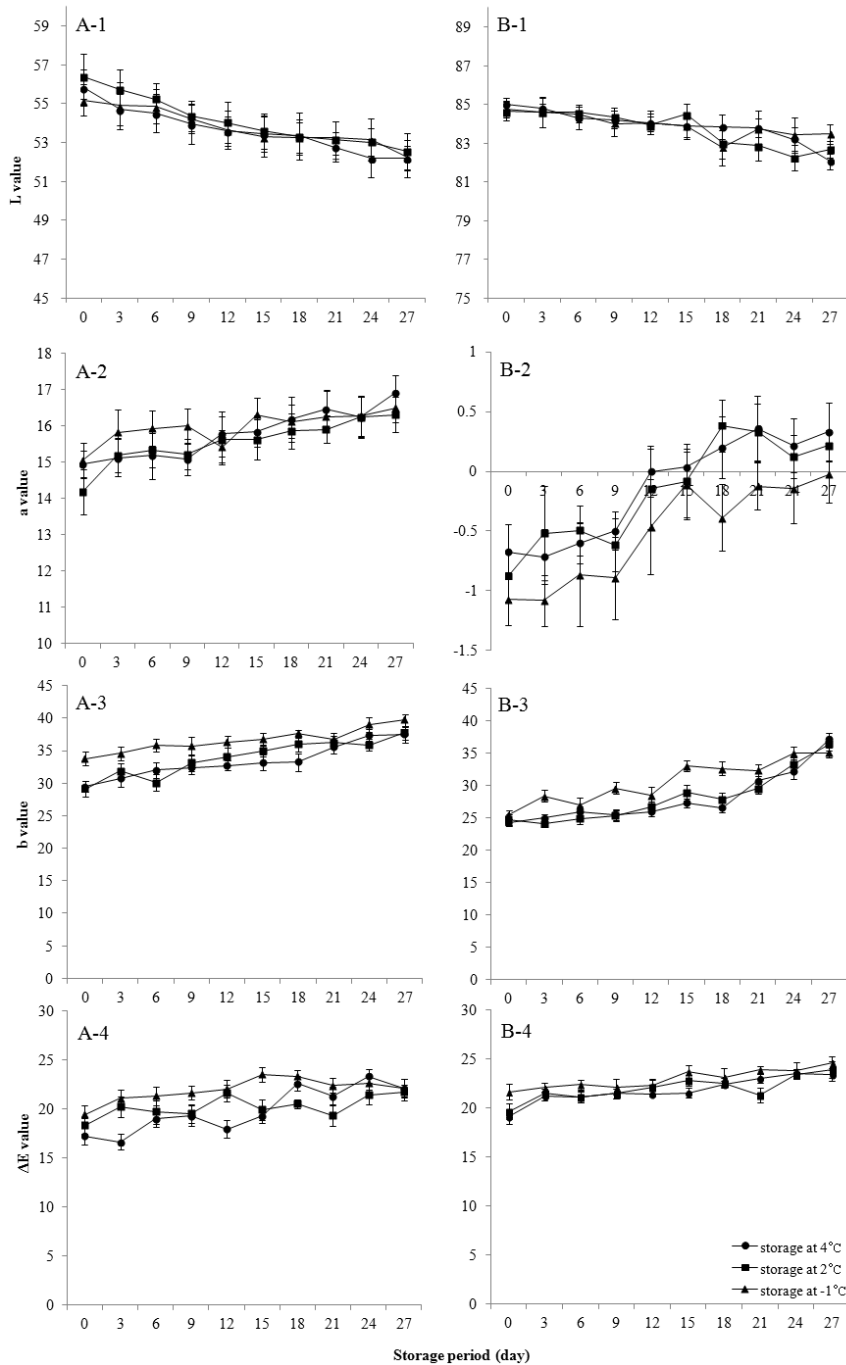 A-1
59
57
55
53
51
49
47
45
L value
0 3 6 9 12 15 18 21 24 27
B-1
89
87
85
83
81
79
77
75
0 3 6 9 12 15 18 21 24 27
A-2
18
17
16
15
14
13
12
11
10
a value
0 3 6 9 12 15 18 21 24 27
B-2
1
0.5
0
-0.5
-1
-1.5
0 3 6 9 12 15 18 21 24 27
A-3
45
40
35
30
25
20
15
10
5
0
b value
0 3 6 9 12 15 18 21 24 27
B-3
45
40
35
30
25
20
15
10
5
0
0 3 6 9 12 15 18 21 24 27
A-4
30
25
20
15
10
5
0
ΔE value
0 3 6 9 12 15 18 21 24 27
B-4
30
25
20
15
10
5
0
storage at 4°C
storage at 2°C
storage at -1°C
0 3 6 9 12 15 18 21 24 27
Storage period (day)